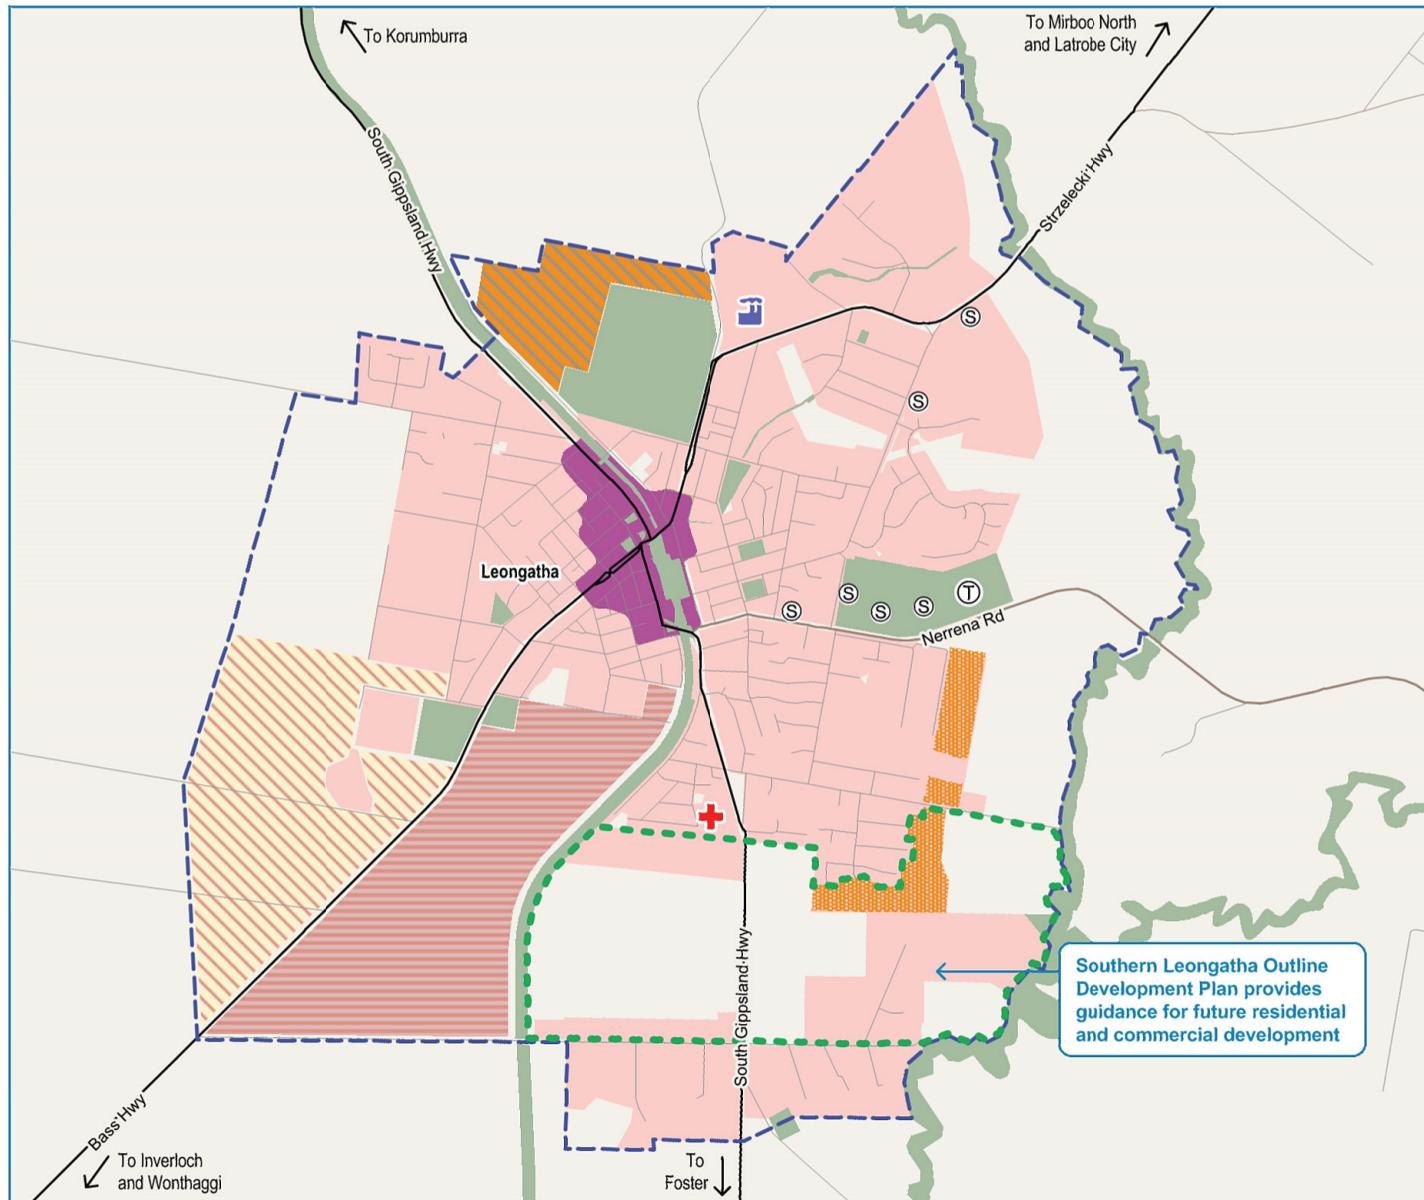 To Korumburra
To Mirboo North
and Latrobe City
South Gippsland Hwy
Strzelecki Hwy
S
S
Leongatha
S
S
S
S
T
Nerrena Rd
South Gippsland Hwy
Southern Leongatha Outline
Development Plan provides
guidance for future residential
and commercial development
Bass Hwy
To Inverloch
and Wonthaggi
To
Foster